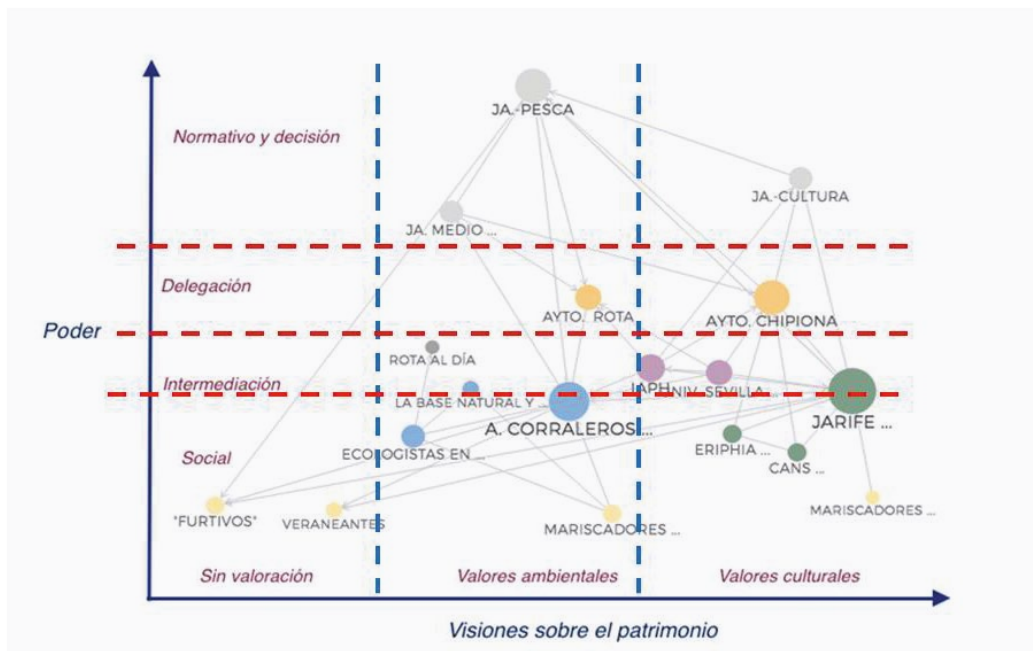 JA.-PESCA
Normativo y decisión
JA.-CULTURA
JA. MEDIO ...
Delegación
AYTO. ROTA
AYTO. CHIPIONA
Poder
ROTA AL DÍA
Intermediación
IAPH
UNIV. SEVILLA ...
LA BASE NATURAL Y ...
A. CORRALEROS ...
JARIFE ...
ECOLOGISTAS EN ...
ERIPHIA ...
Social
CANS ...
"FURTIVOS"
VERANEANTES
MARISCADORES ...
MARISCADORES ...
Sin valoración
Valores ambientales
Valores culturales
Visiones sobre el patrimonio